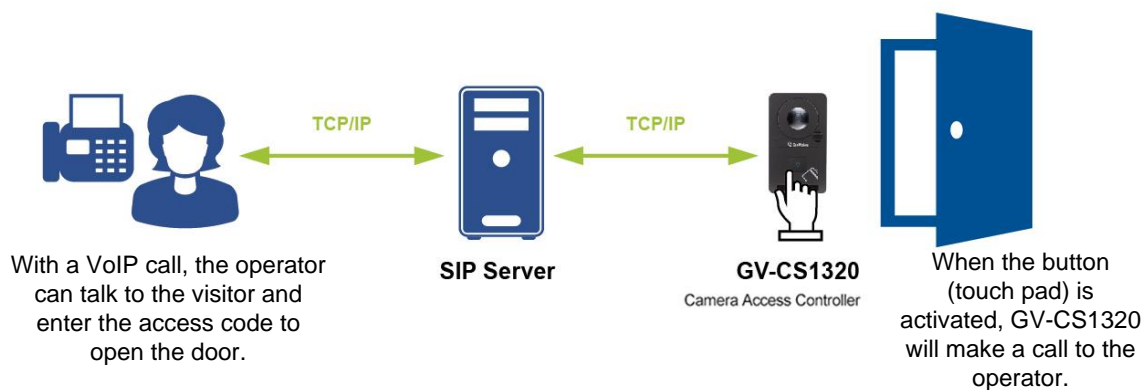 TCP/IP
TCP/IP
GeoVision
With a VoIP call, the operator
can talk to the visitor and
enter the access code to
open the door.
SIP Server
GV-CS1320
Camera Access Controller
When the button
(touch pad) is
activated, GV-CS1320
will make a call to the
operator.